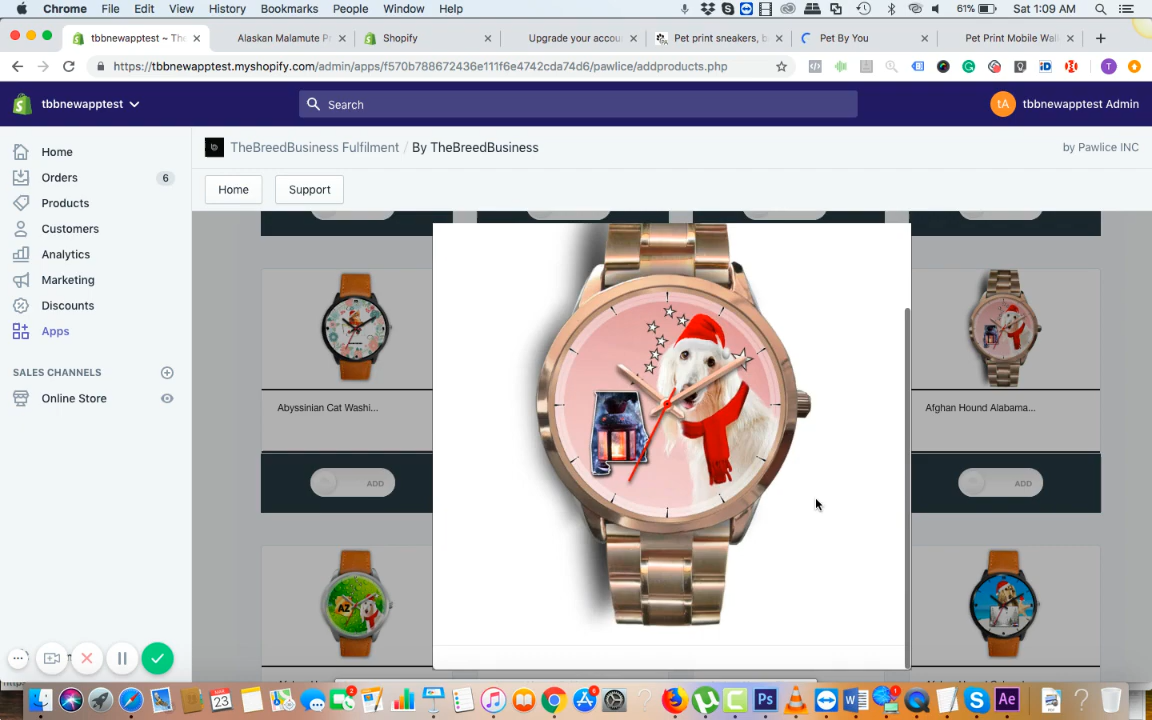 Chrome File Edit View History Bookmarks People Window Help 61% Sat 1:09 AM
tbbnewapptest ~ The Alaskan Malamute P Shopify Upgrade your accou Pet print sneakers, b Pet By You Pet Print Mobile Wal
https://tbbnewapptest.myshopify.com/admin/apps/f570b788672436e111f6e4742cda74d6/pawlice/addproducts.php
T
tbbnewapptest Search tA tbbnewapptest Admin
TheBreedBusiness Fulfilment / By TheBreedBusiness by Pawlice INC
Home Support
Home
Orders 6
Products
Customers
Analytics
Marketing
Discounts
Apps
SALES CHANNELS
Online Store
Abyssinian Cat Washi... Afghan Hound Alabama...
ADD ADD
AZ